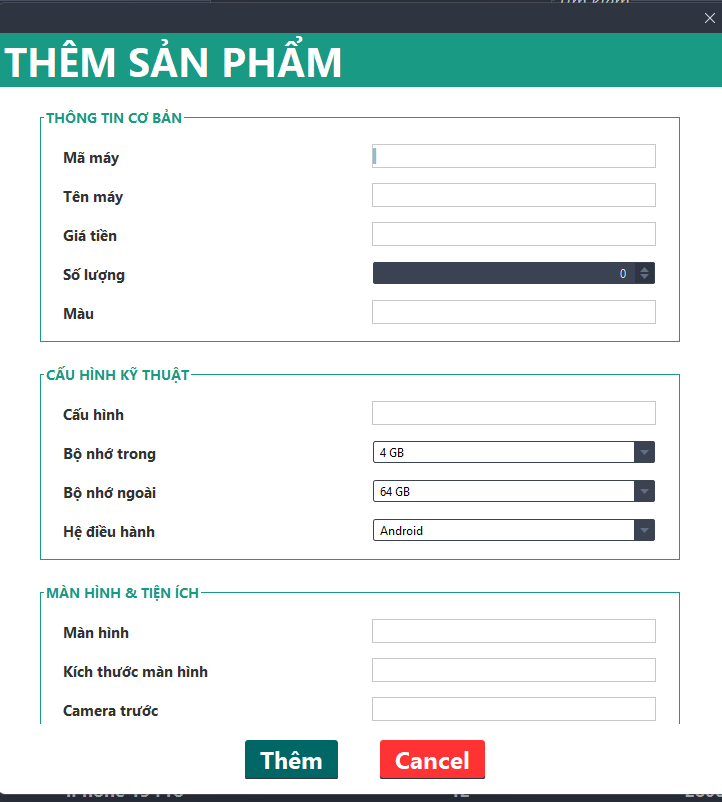 THÊM SẢN PHẨM
THÔNG TIN CƠ BẢN
Mã máy
Tên máy
Giá tiền
Số lượng 0
Màu
CẤU HÌNH KỸ THUẬT
Cấu hình
Bộ nhớ trong 4 GB
Bộ nhớ ngoài 64 GB
Hệ điều hành Android
MÀN HÌNH & TIỆN ÍCH
Màn hình
Kích thước màn hình
Camera trước
Thêm Cancel